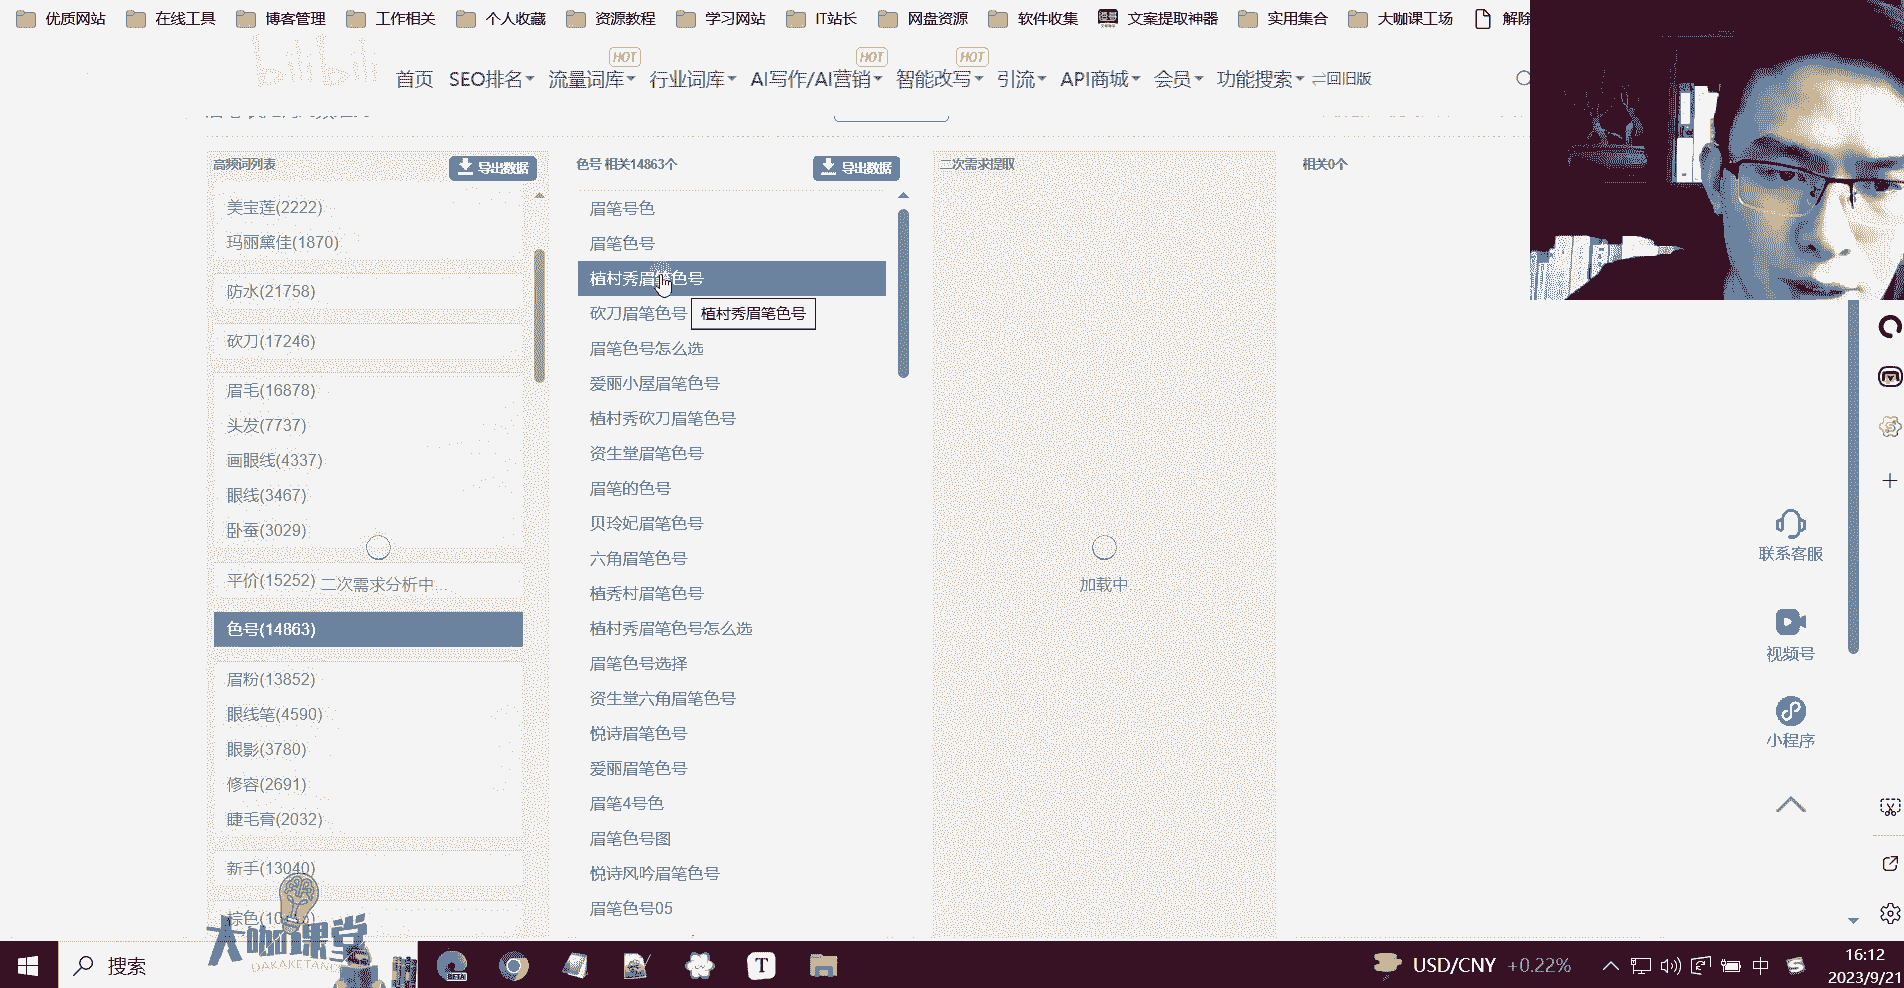 优质网站 在线工具 博客管理 工作相关 个人收藏 资源教程 学习网站 IT站长 网盘资源 软件收集 文案提取神器 实用集合 大咖课工场 解除
bilibili
HOT HOT HOT
首页 SEO排名 流量词库 行业词库 AI写作/AI营销 智能改写 引流 API商城 会员 功能搜索 回旧版
高频词列表 导出数据 色号 相关14863个 导出数据 二次需求提取 相关0个
美宝莲(2222)
玛丽黛佳(1870)
防水(21758)
砍刀(17246)
眉毛(16878)
头发(7737)
画眼线(4337)
眼线(3467)
卧蚕(3029)
平价(15252)
二次需求分析中...
色号(14863)
眉粉(13852)
眼线笔(4590)
眼影(3780)
修容(2691)
睫毛膏(2032)
新手(13040)
眉笔号色
眉笔色号
植村秀眉笔色号
砍刀眉笔色号
植村秀眉笔色号
眉笔色号怎么选
爱丽小屋眉笔色号
植村秀砍刀眉笔色号
资生堂眉笔色号
眉笔的色号
贝玲妃眉笔色号
六角眉笔色号
植秀村眉笔色号
植村秀眉笔色号怎么选
眉笔色号选择
资生堂六角眉笔色号
悦诗眉笔色号
爱丽眉笔色号
眉笔4号色
眉笔色号图
悦诗风吟眉笔色号
眉笔色号05
加载中...
联系客服
视频号
小程序
大咖课堂
DAKAKETANG
搜索
BETA
T
USD/CNY +0.22%
中
16:12
2023/9/21